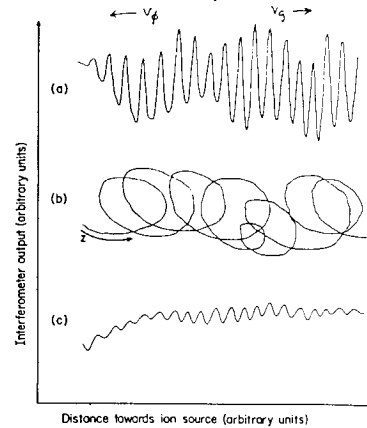 ← Vφ Vg →
(a)
(b)
z
(c)
Interferometer output (arbitrary units)
Distance towards ion source (arbitrary units)